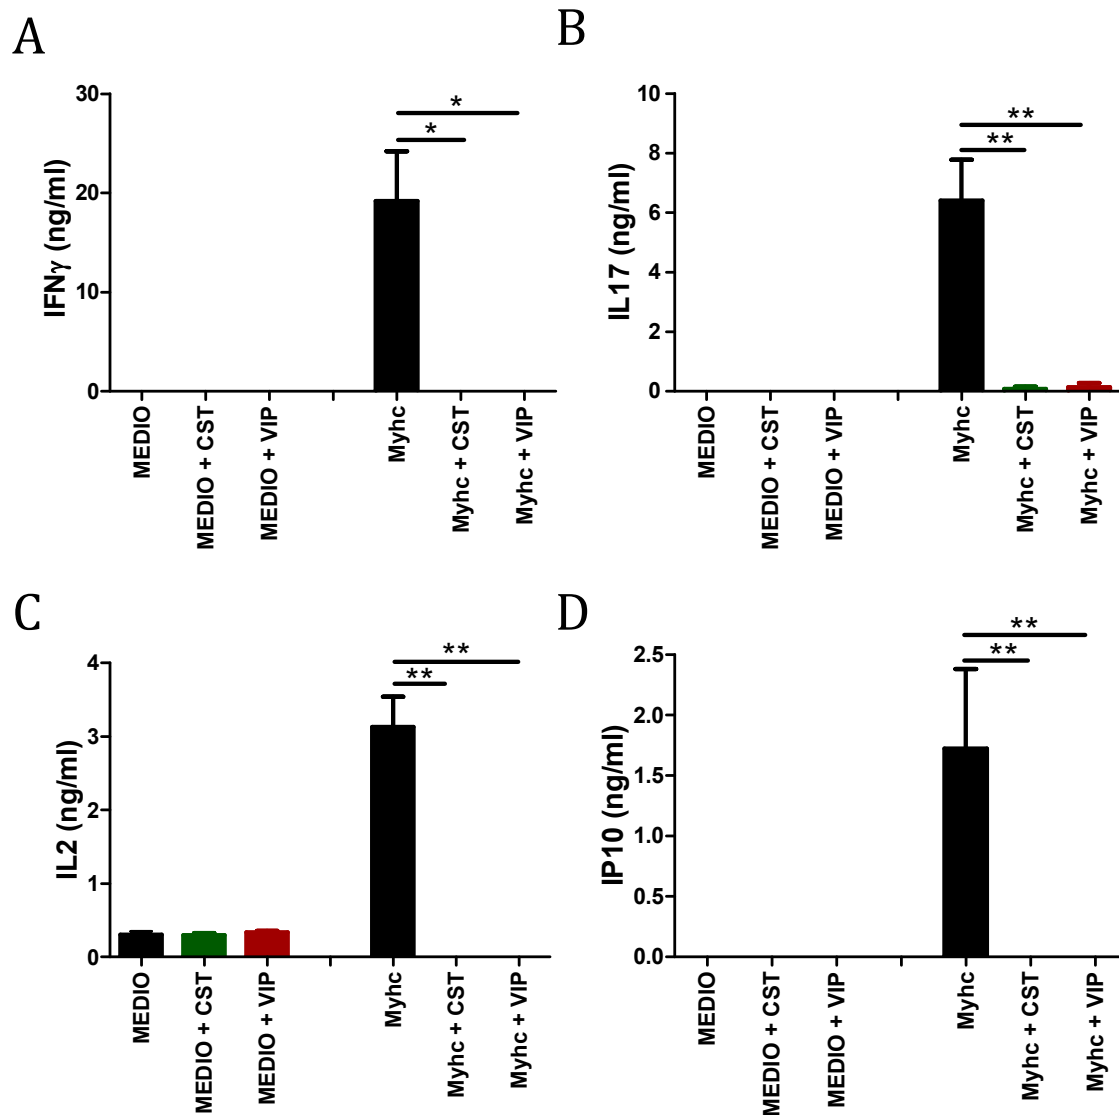 A
IFNγ (ng/ml)
30
20
10
0
*
*
MEDIO
MEDIO + CST
MEDIO + VIP
Myhc
Myhc + CST
Myhc + VIP
B
IL17 (ng/ml)
10
8
6
4
2
0
**
**
MEDIO
MEDIO + CST
MEDIO + VIP
Myhc
Myhc + CST
Myhc + VIP
C
IL2 (ng/ml)
4
3
2
1
0
**
**
MEDIO
MEDIO + CST
MEDIO + VIP
Myhc
Myhc + CST
Myhc + VIP
D
IP10 (ng/ml)
2.5
2.0
1.5
1.0
0.5
0.0
**
**
MEDIO
MEDIO + CST
MEDIO + VIP
Myhc
Myhc + CST
Myhc + VIP